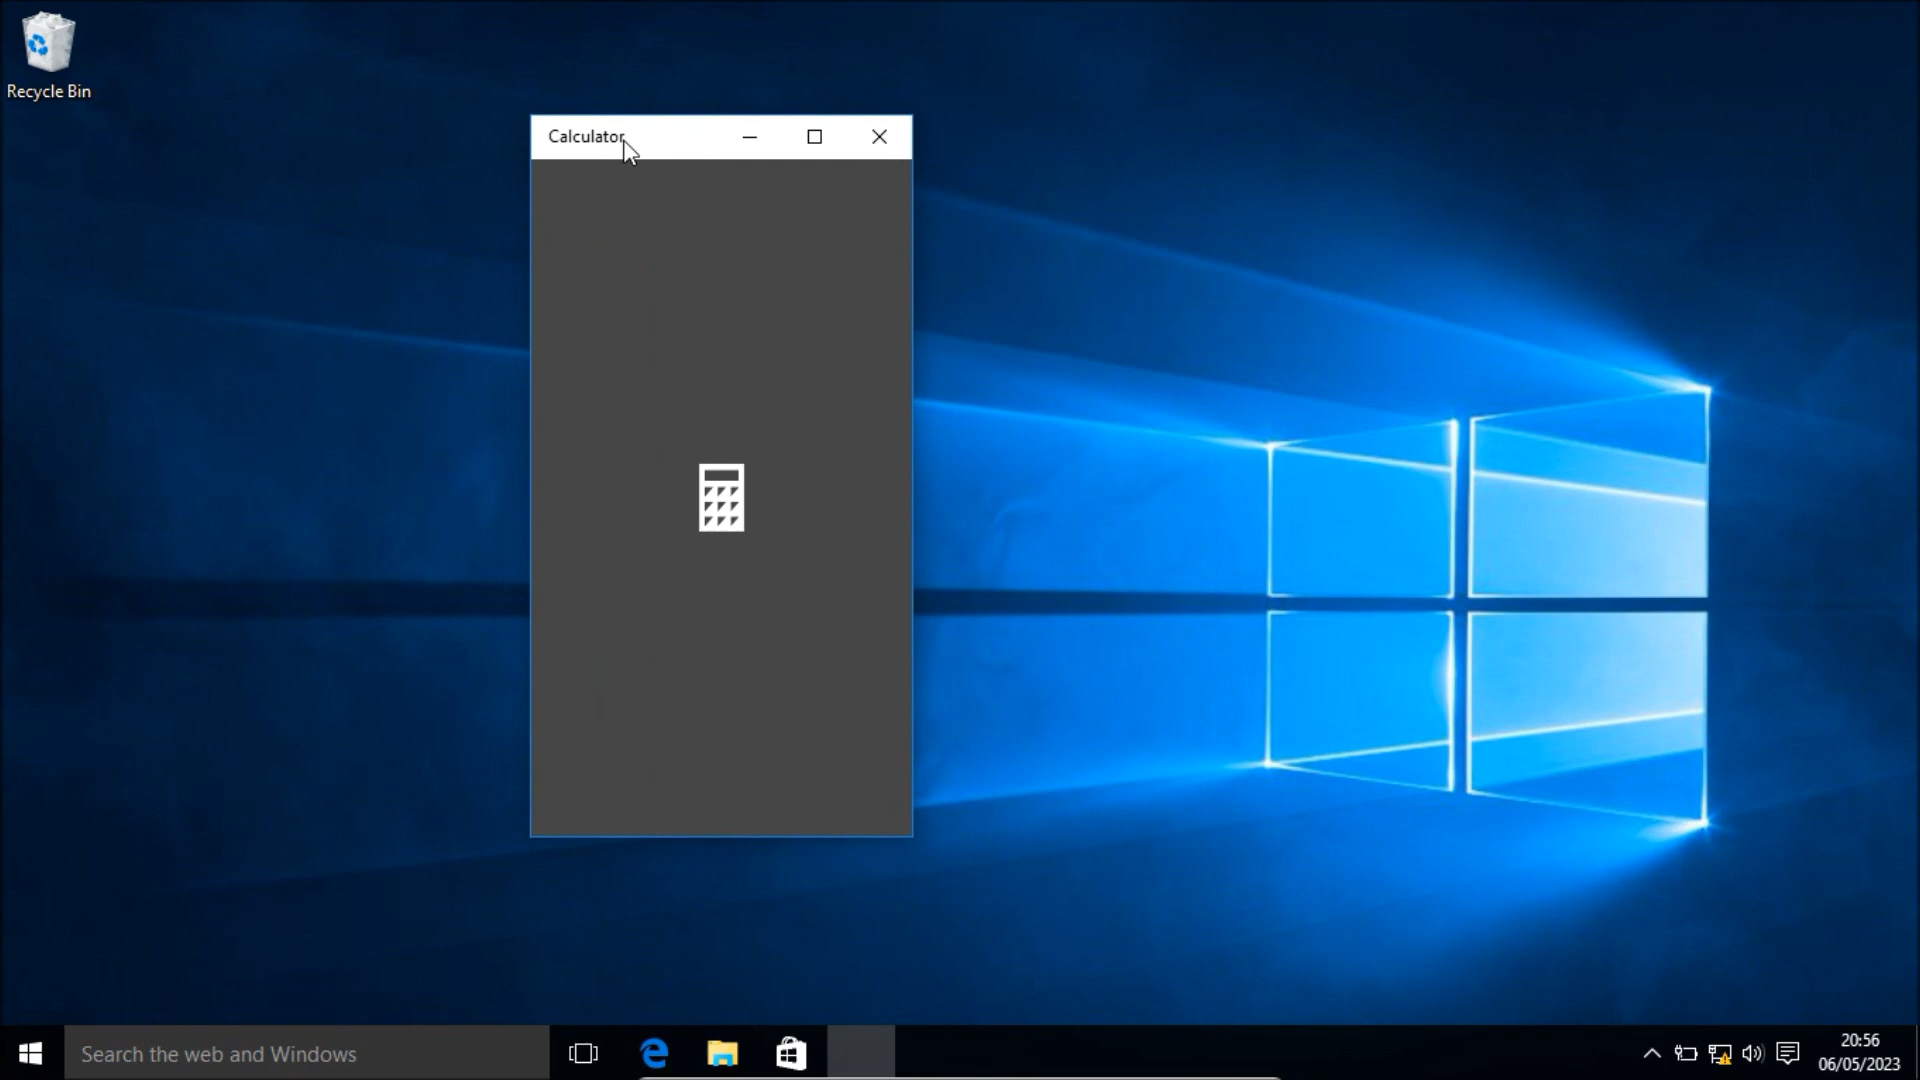 Recycle Bin
Calculator
Search the web and Windows
20:56
06/05/2023